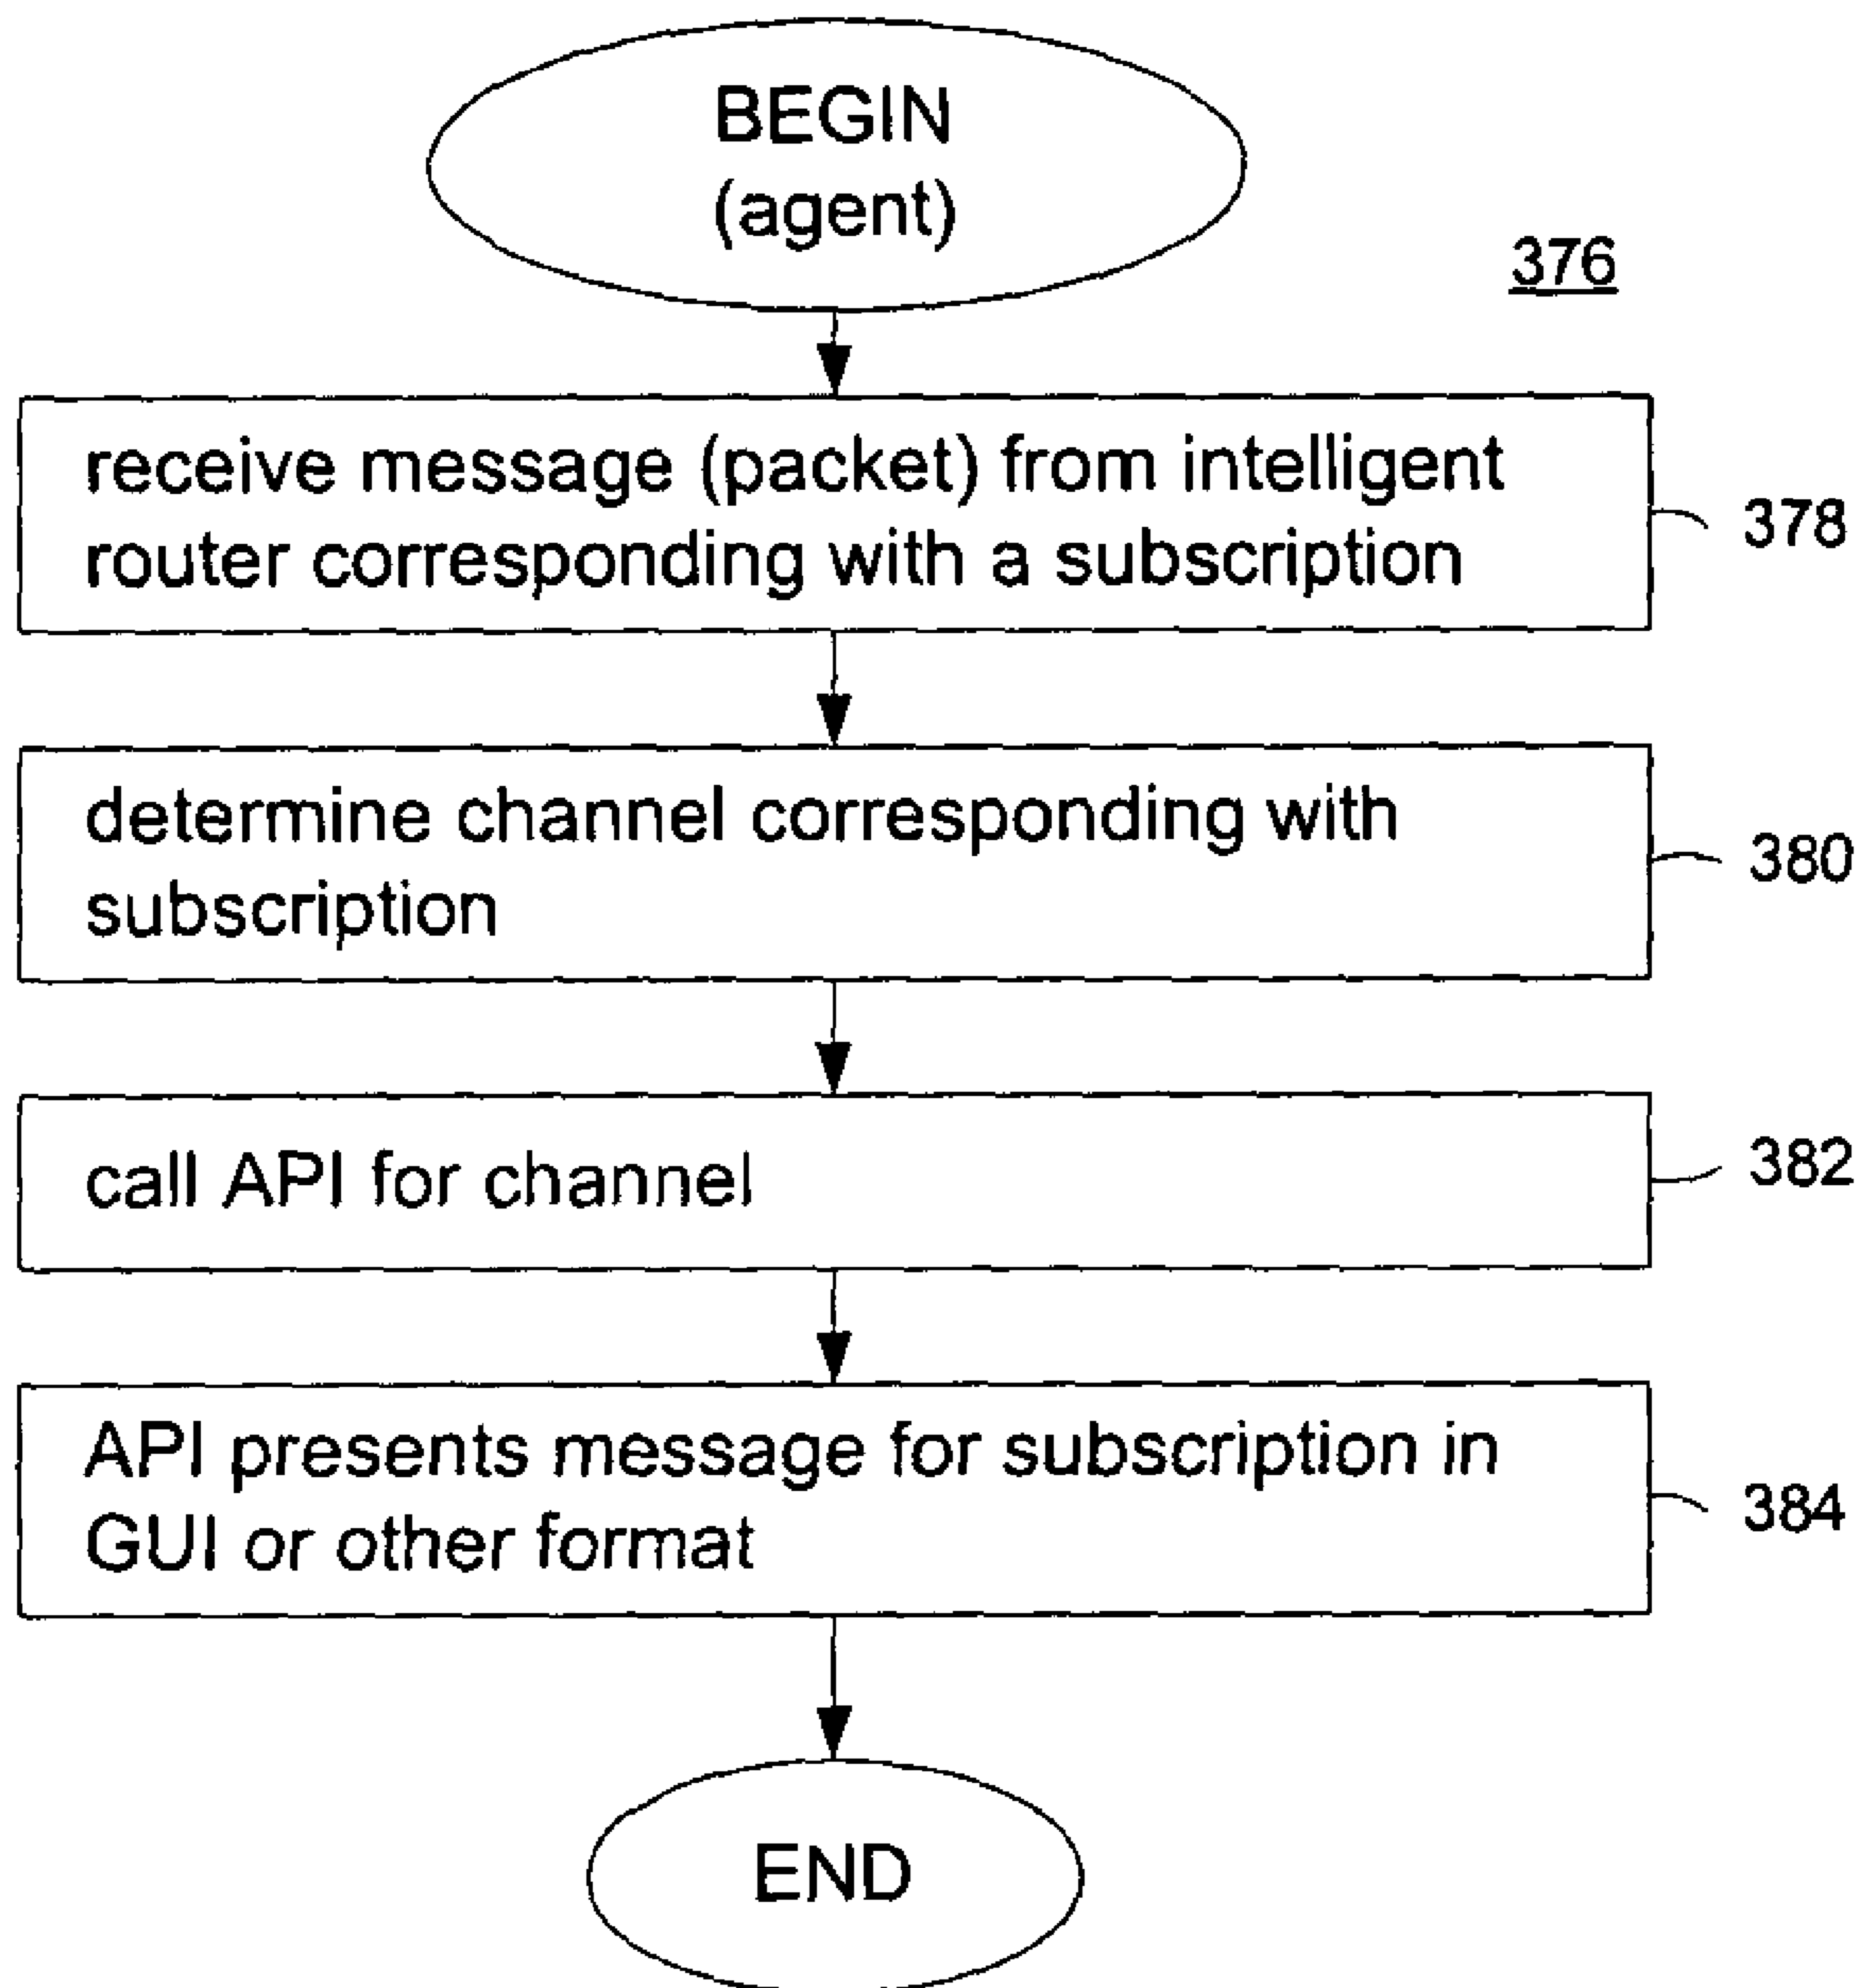 BEGIN
(agent)
376
receive message (packet) from intelligent
router corresponding with a subscription
378
determine channel corresponding with
subscription
380
call API for channel
382
API presents message for subscription in
GUI or other format
384
END